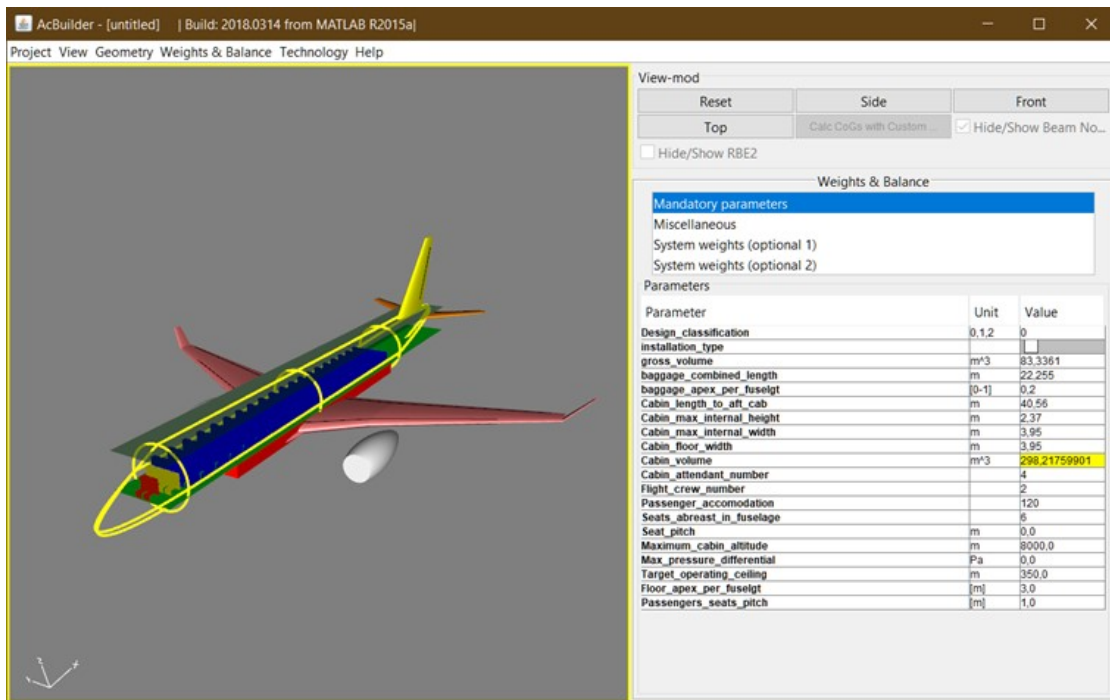 AcBuilder - [untitled] | Build: 2018.0314 from MATLAB R2015a|
Project View Geometry Weights & Balance Technology Help
View-mod
Reset Side Front
Top Calc CoGs with Custom ... Hide/Show Beam No...
Hide/Show RBE2
Weights & Balance
Mandatory parameters
Miscellaneous
System weights (optional 1)
System weights (optional 2)
Parameters
Parameter Unit Value
Design_classification 0,1,2 0
installation_type
gross_volume m^3 83,3361
baggage_combined_length m 22,255
baggage_apex_per_fuselgt [0-1] 0,2
Cabin_length_to_aft_cab m 40,56
Cabin_max_internal_height m 2,37
Cabin_max_internal_width m 3,95
Cabin_floor_width m 3,95
Cabin_volume m^3 298,21759901
Cabin_attendant_number 4
Flight_crew_number 2
Passenger_accomodation 120
Seats_abreast_in_fuselage 6
Seat_pitch m 0,0
Maximum_cabin_altitude m 8000,0
Max_pressure_differential Pa 0,0
Target_operating_ceiling m 350,0
Floor_apex_per_fuselgt [m] 3,0
Passengers_seats_pitch [m] 1,0